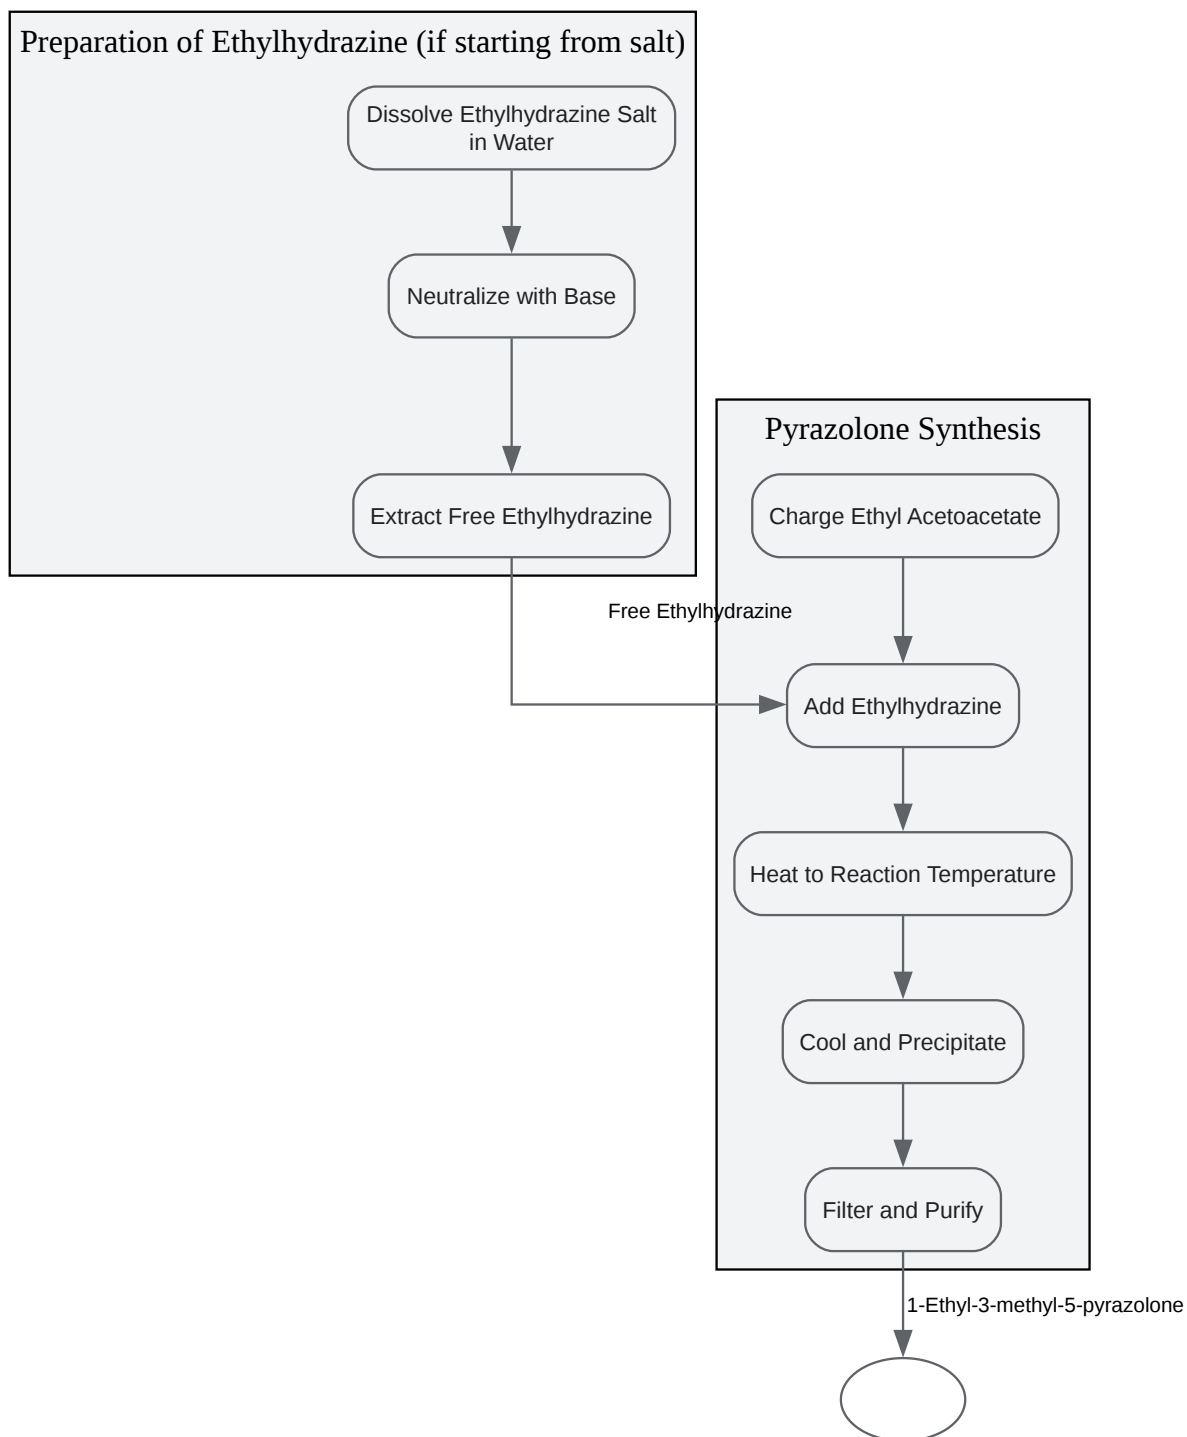 Preparation of Ethylhydrazine (if starting from salt)
Dissolve Ethylhydrazine Salt
in Water
Neutralize with Base
Extract Free Ethylhydrazine
Free Ethylhydrazine
Pyrazolone Synthesis
Charge Ethyl Acetoacetate
Add Ethylhydrazine
Heat to Reaction Temperature
Cool and Precipitate
Filter and Purify
1-Ethyl-3-methyl-5-pyrazolone